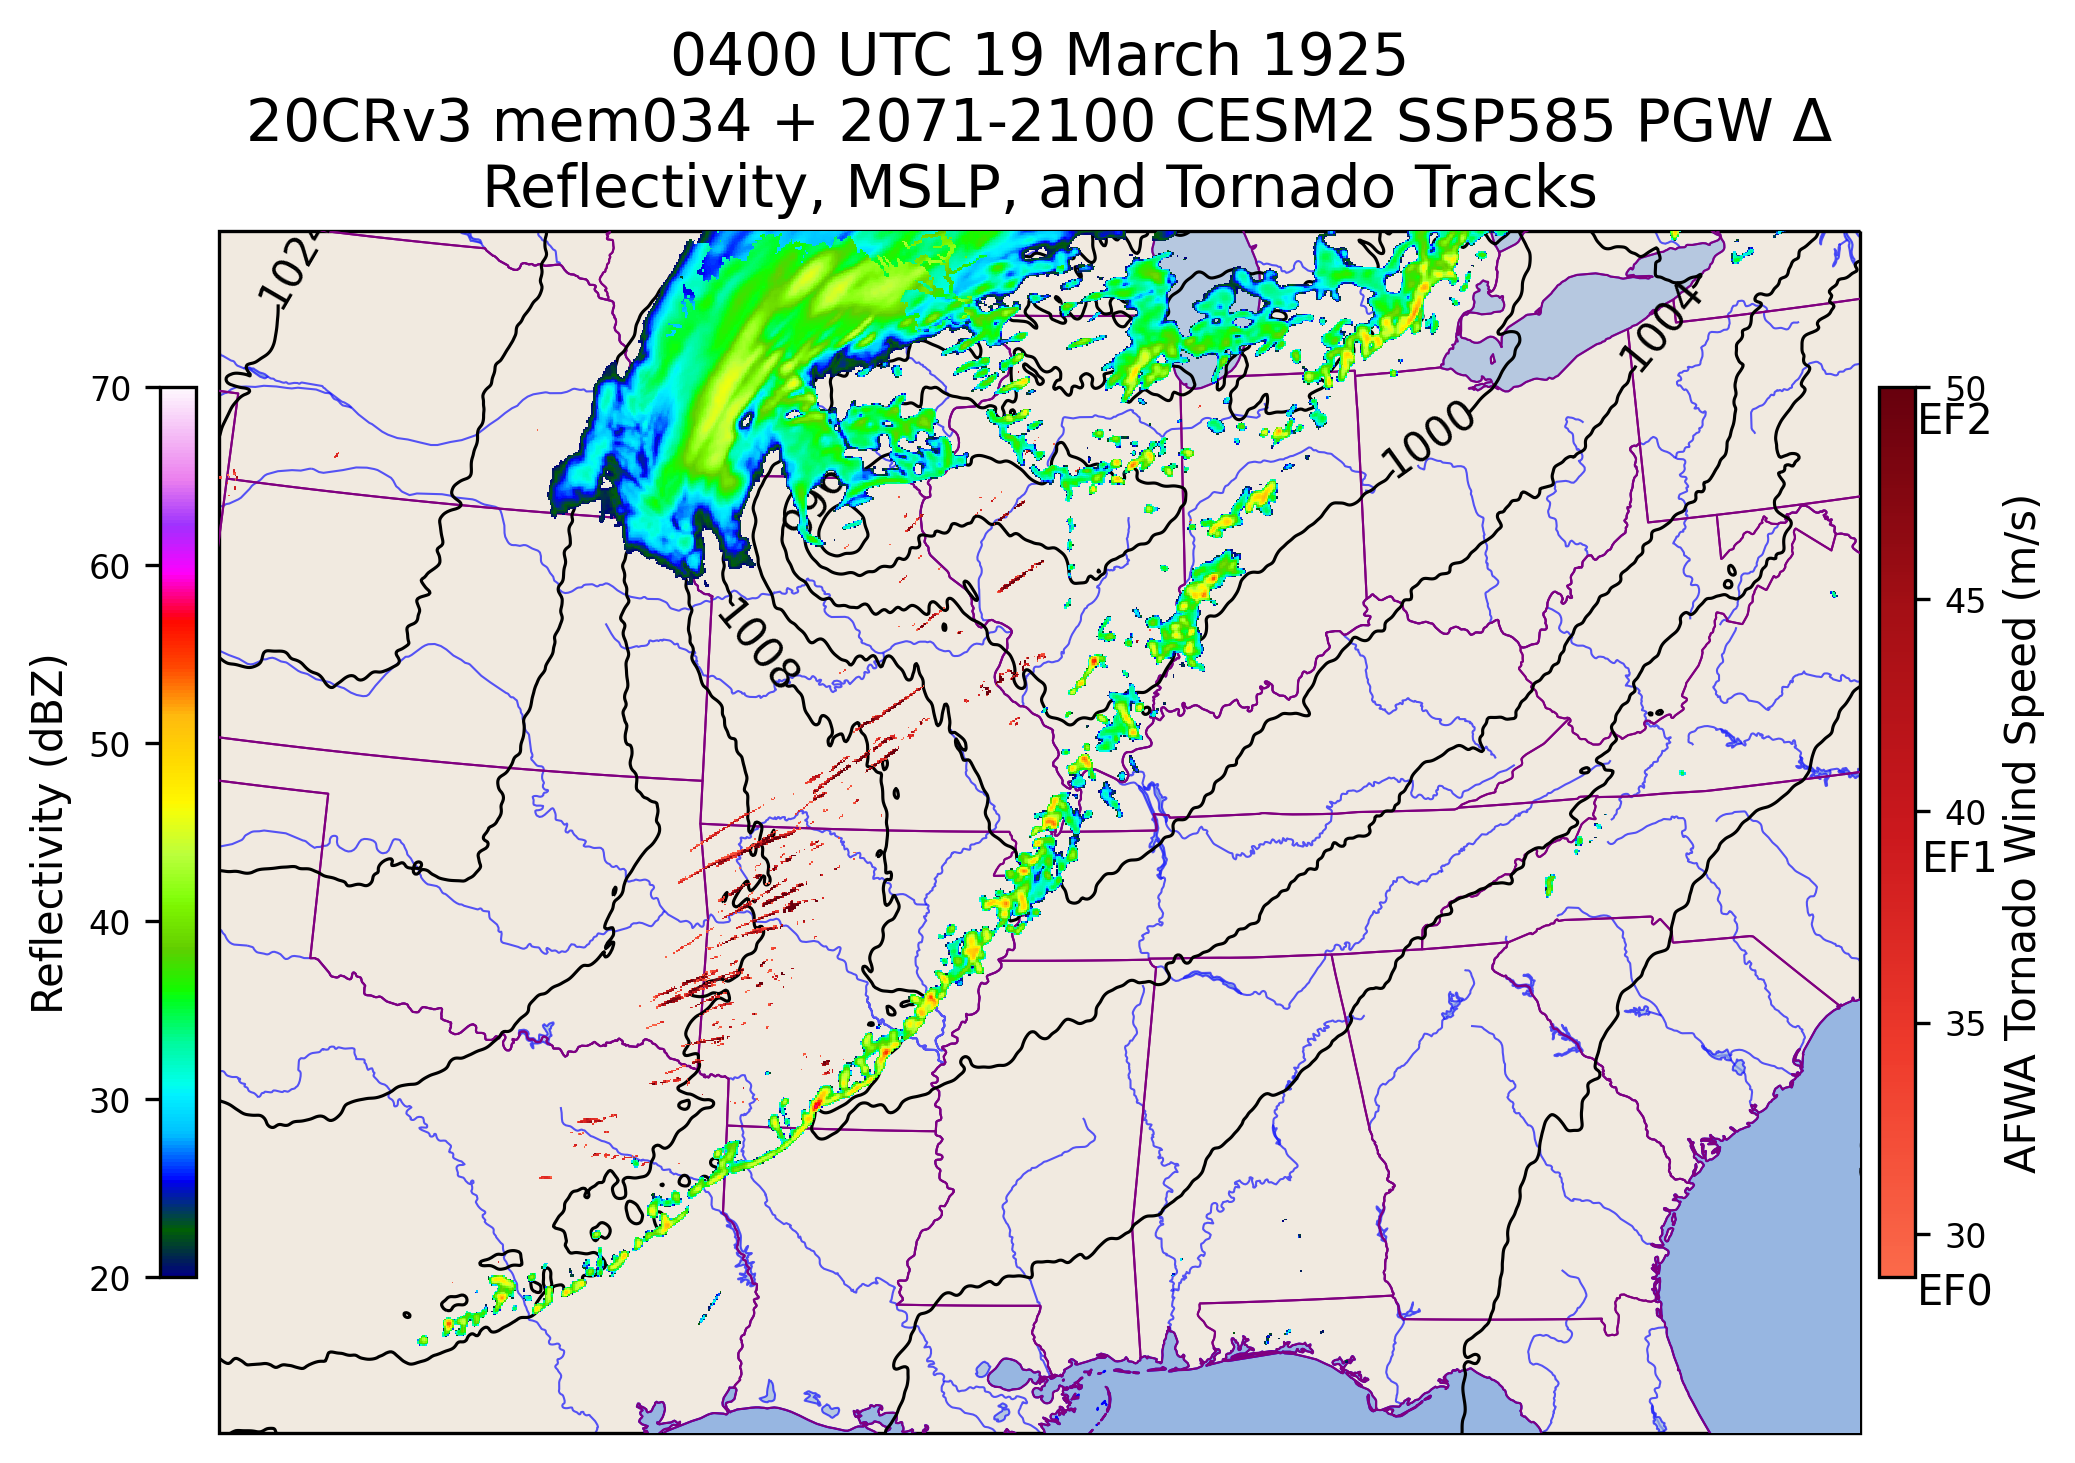 0400 UTC 19 March 1925
20CRv3 mem034 + 2071-2100 CESM2 SSP585 PGW Δ
Reflectivity, MSLP, and Tornado Tracks
1024
1004
1000
996
1008
70
60
50
40
30
20
Reflectivity (dBZ)
50
EF2
45
40
EF1
35
30
EF0
AFWA Tornado Wind Speed (m/s)